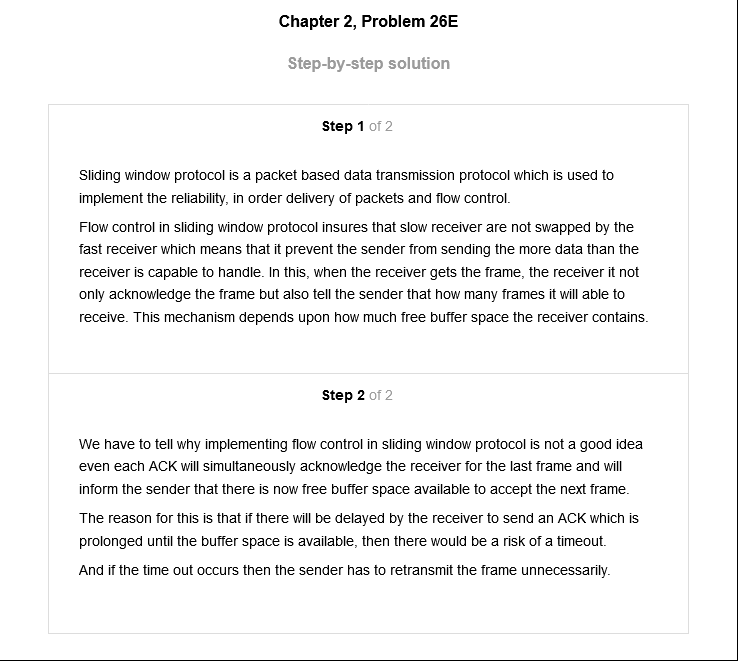 Chapter 2, Problem 26E
Step-by-step solution
Step 1 of 2
Sliding window protocol is a packet based data transmission protocol which is used to
implement the reliability, in order delivery of packets and flow control.
Flow control in sliding window protocol insures that slow receiver are not swapped by the
fast receiver which means that it prevent the sender from sending the more data than the
receiver is capable to handle. In this, when the receiver gets the frame, the receiver it not
only acknowledge the frame but also tell the sender that how many frames it will able to
receive. This mechanism depends upon how much free buffer space the receiver contains.
Step 2 of 2
We have to tell why implementing flow control in sliding window protocol is not a good idea
even each ACK will simultaneously acknowledge the receiver for the last frame and will
inform the sender that there is now free buffer space available to accept the next frame.
The reason for this is that if there will be delayed by the receiver to send an ACK which is
prolonged until the buffer space is available, then there would be a risk of a timeout.
And if the time out occurs then the sender has to retransmit the frame unnecessarily.